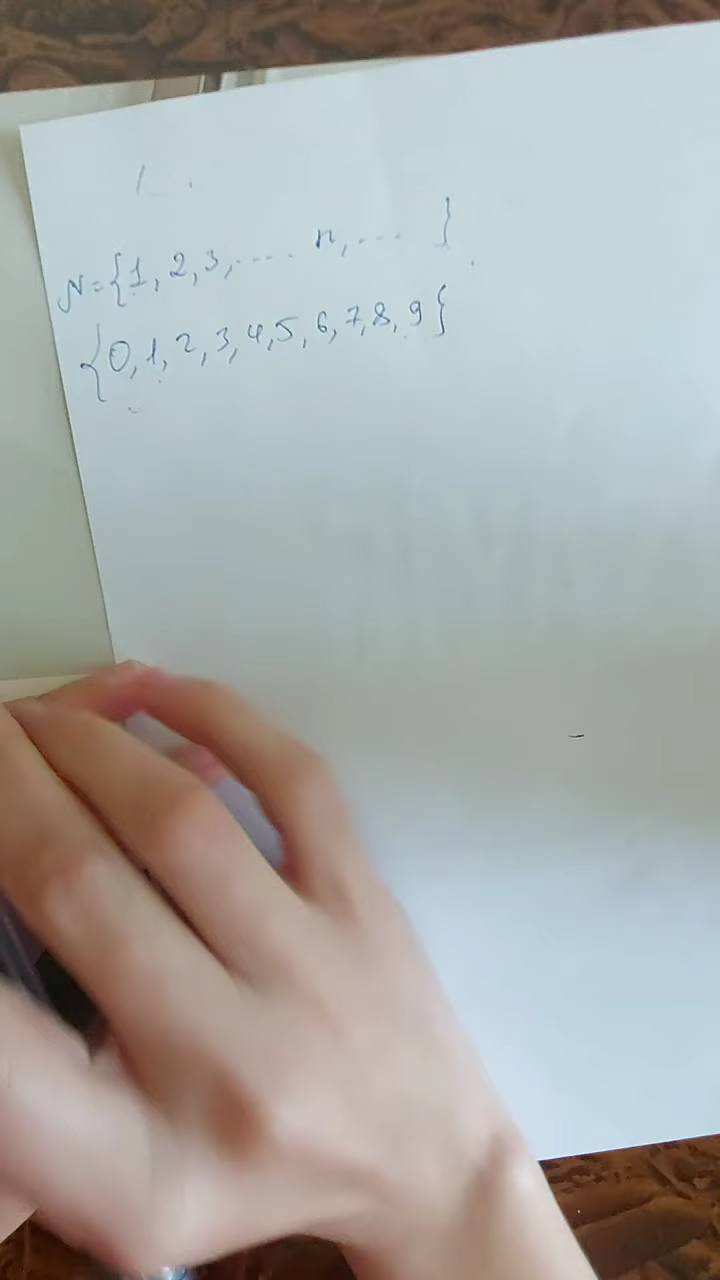 N={1, 2, 3, .... n, ... }
{0, 1, 2, 3, 4, 5, 6, 7, 8, 9}